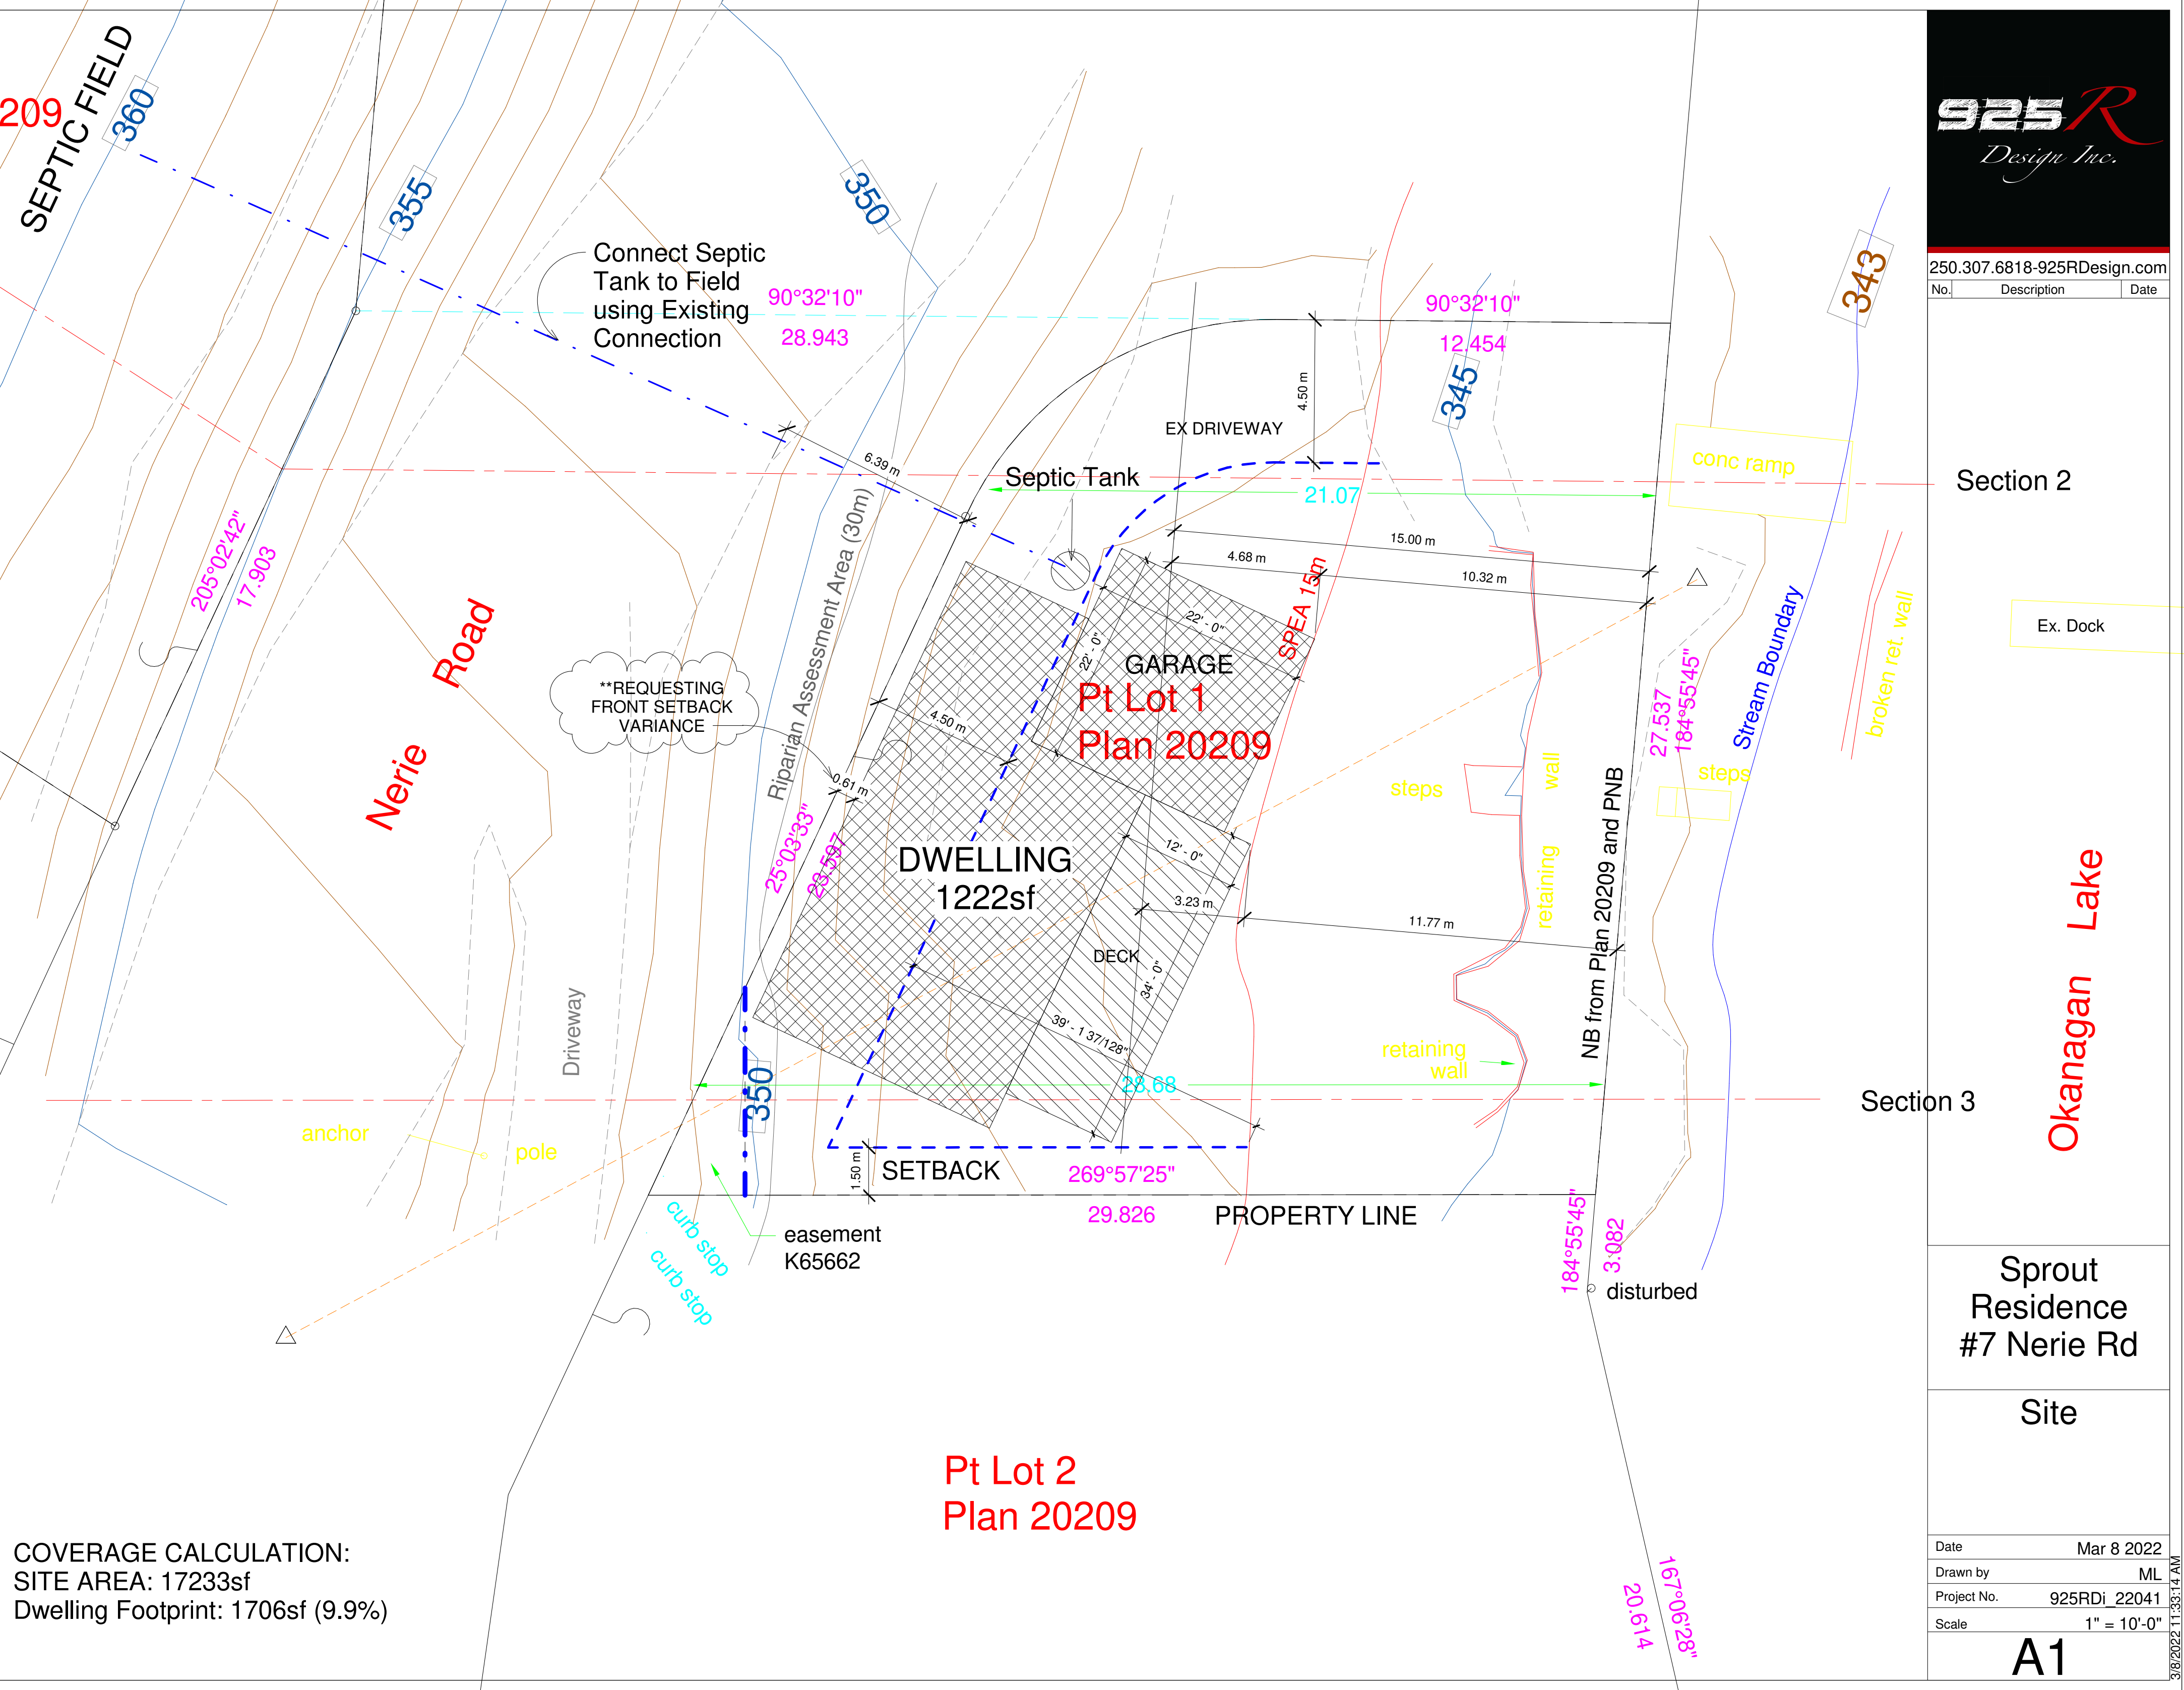 209
SEPTIC FIELD
360
355
350
Connect Septic
Tank to Field
using Existing
Connection
90°32'10"
28.943
90°32'10"
12.454
345
343
4.50 m
EX DRIVEWAY
6.39 m
Septic Tank
21.07
conc ramp
Section 2
15.00 m
4.68 m
10.32 m
205°02'42"
17.903
Nerie Road
Riparian Assessment Area (30m)
**REQUESTING
FRONT SETBACK
VARIANCE
22' - 0"
22' - 0"
GARAGE
Pt Lot 1
Plan 20209
SPEA 15m
4.50 m
0.61 m
25°03'33"
23.597
DWELLING
1222sf
12' - 0"
3.23 m
11.77 m
DECK
34' - 0"
39' - 1 37/128"
28.68
steps
retaining wall
retaining
wall
27.537
184°55'45"
steps
Stream Boundary
broken ret. wall
Ex. Dock
NB from Plan 20209 and PNB
Okanagan Lake
Section 3
Driveway
350
anchor
pole
1.50 m
SETBACK
269°57'25"
29.826
PROPERTY LINE
curb stop
curb stop
easement
K65662
184°55'45"
3.082
disturbed
Pt Lot 2
Plan 20209
167°06'28"
20.614
COVERAGE CALCULATION:
SITE AREA: 17233sf
Dwelling Footprint: 1706sf (9.9%)
925R
Design Inc.
250.307.6818-925RDesign.com
No. Description Date
Sprout
Residence
#7 Nerie Rd
Site
Date Mar 8 2022
Drawn by ML
Project No. 925RDi_22041
Scale 1" = 10'-0"
A1
3/8/2022 11:33:14 AM